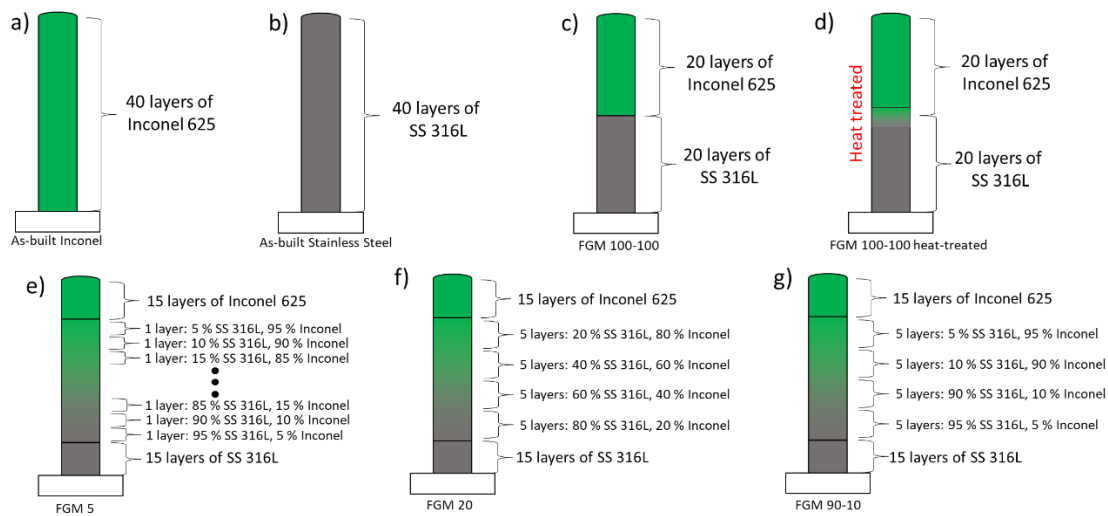 a)
40 layers of
Inconel 625
As-built Inconel
b)
40 layers of
SS 316L
As-built Stainless Steel
c)
20 layers of
Inconel 625
20 layers of
SS 316L
FGM 100-100
d)
Heat treated
20 layers of
Inconel 625
20 layers of
SS 316L
FGM 100-100 heat-treated
e)
15 layers of Inconel 625
1 layer: 5 % SS 316L, 95 % Inconel
1 layer: 10 % SS 316L, 90 % Inconel
1 layer: 15 % SS 316L, 85 % Inconel
1 layer: 85 % SS 316L, 15 % Inconel
1 layer: 90 % SS 316L, 10 % Inconel
1 layer: 95 % SS 316L, 5 % Inconel
15 layers of SS 316L
FGM 5
f)
15 layers of Inconel 625
5 layers: 20 % SS 316L, 80 % Inconel
5 layers: 40 % SS 316L, 60 % Inconel
5 layers: 60 % SS 316L, 40 % Inconel
5 layers: 80 % SS 316L, 20 % Inconel
15 layers of SS 316L
FGM 20
g)
15 layers of Inconel 625
5 layers: 5 % SS 316L, 95 % Inconel
5 layers: 10 % SS 316L, 90 % Inconel
5 layers: 90 % SS 316L, 10 % Inconel
5 layers: 95 % SS 316L, 5 % Inconel
15 layers of SS 316L
FGM 90-10